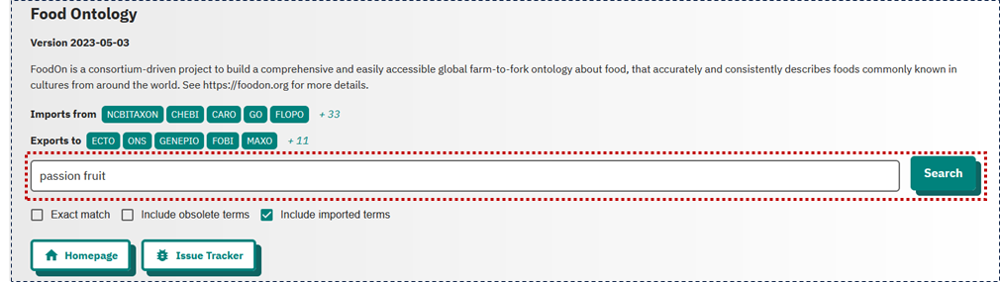 Food Ontology
Version 2023-05-03
FoodOn is a consortium-driven project to build a comprehensive and easily accessible global farm-to-fork ontology about food, that accurately and consistently describes foods commonly known in
cultures from around the world. See https://foodon.org for more details.
Imports from NCBITAXON CHEBI CARO GO FLOPO + 33
Exports to ECTO ONS GENEPIO FOBI MAXO + 11
passion fruit Search
Exact match Include obsolete terms Include imported terms
Homepage Issue Tracker